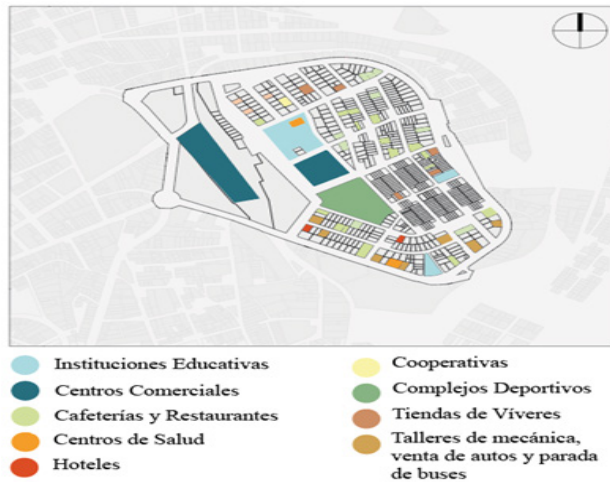 Instituciones Educativas
Centros Comerciales
Cafeterías y Restaurantes
Centros de Salud
Hoteles
Cooperativas
Complejos Deportivos
Tiendas de Víveres
Talleres de mecánica,
venta de autos y parada
de buses